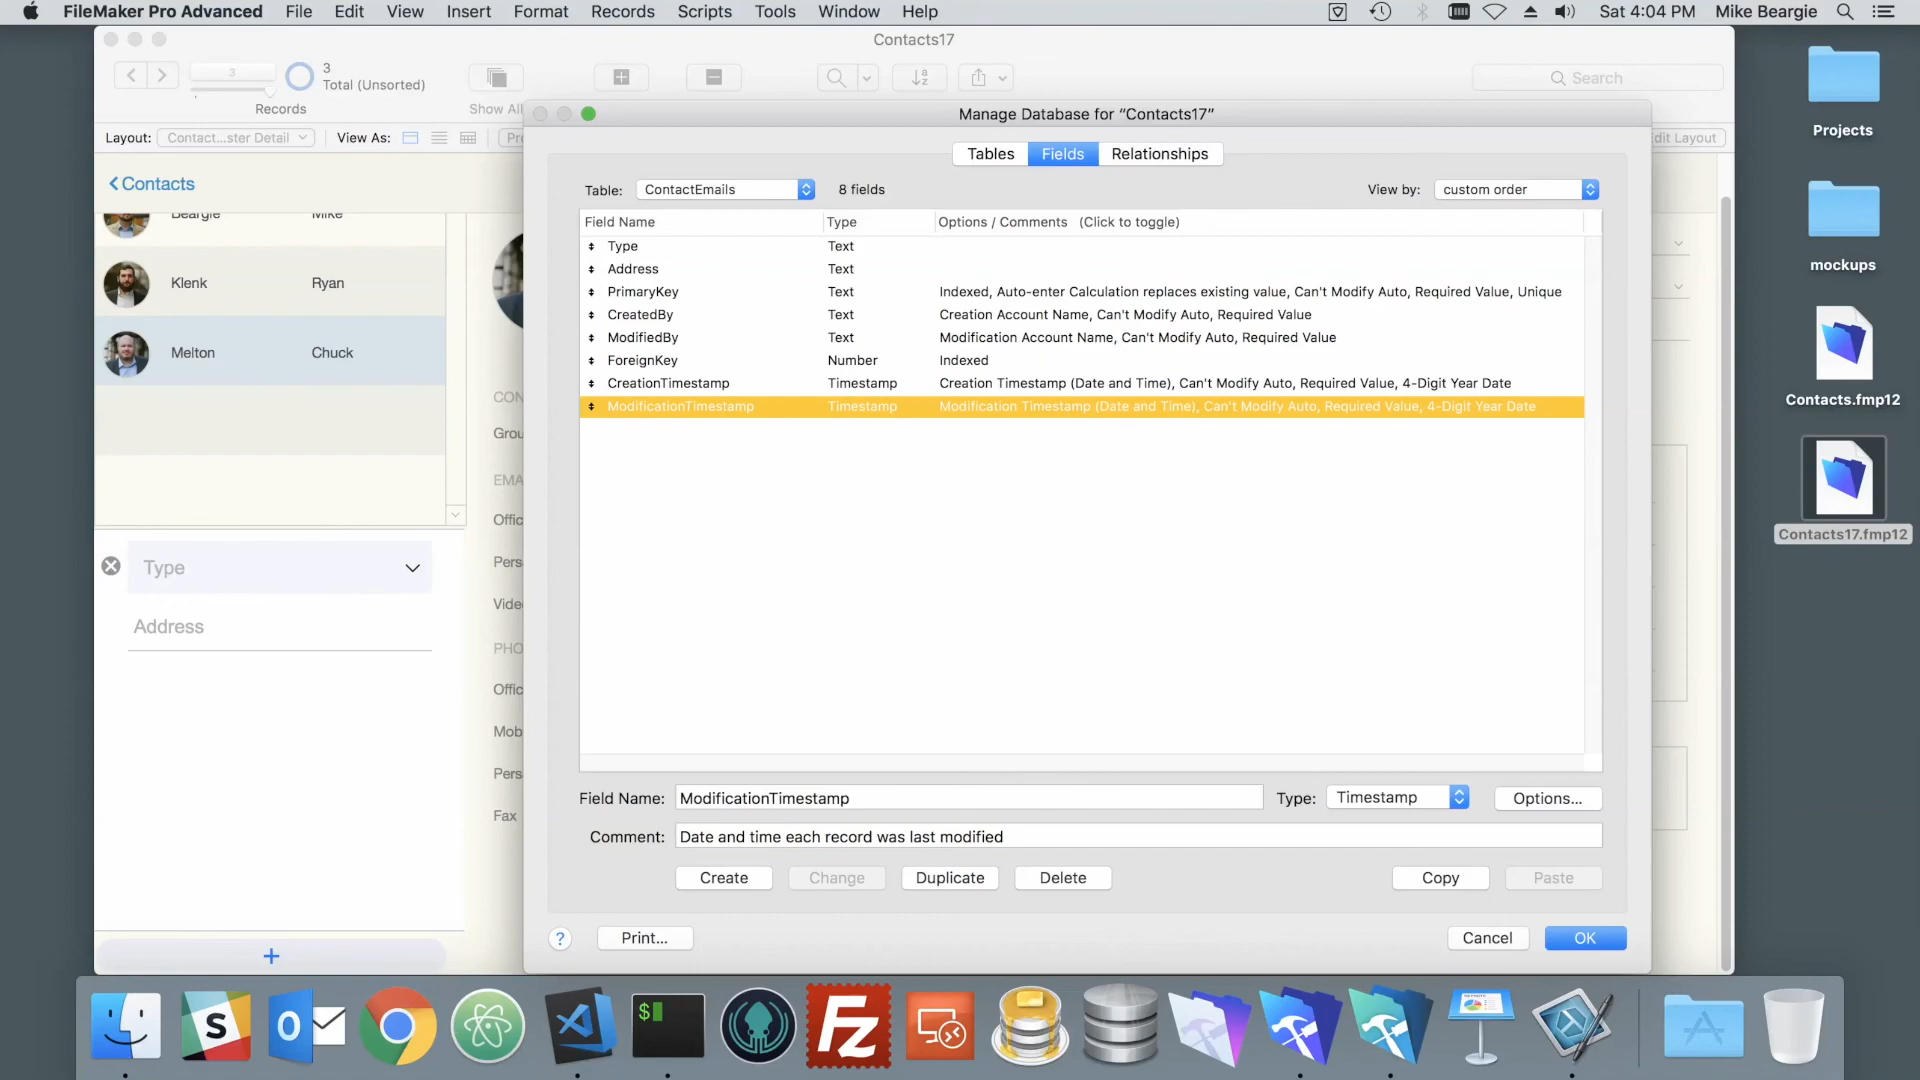 FileMaker Pro Advanced File Edit View Insert Format Records Scripts Tools Window Help Sat 4:04 PM Mike Beargie
Contacts17
3
3
Total (Unsorted)
Records
Show All
Search
Layout: Contact...ster Detail View As: Pre
dit Layout
Contacts
Beargie Mike
Klenk Ryan
Melton Chuck
Type
Address
+
CON
Grou
EMA
Offic
Pers
Vide
PHO
Offic
Mob
Pers
Fax
Manage Database for “Contacts17”
Tables Fields Relationships
Table: ContactEmails 8 fields View by: custom order
Field Name Type Options / Comments (Click to toggle)
Type Text
Address Text
PrimaryKey Text Indexed, Auto-enter Calculation replaces existing value, Can't Modify Auto, Required Value, Unique
CreatedBy Text Creation Account Name, Can't Modify Auto, Required Value
ModifiedBy Text Modification Account Name, Can't Modify Auto, Required Value
ForeignKey Number Indexed
CreationTimestamp Timestamp Creation Timestamp (Date and Time), Can't Modify Auto, Required Value, 4-Digit Year Date
ModificationTimestamp Timestamp Modification Timestamp (Date and Time), Can't Modify Auto, Required Value, 4-Digit Year Date
Field Name: ModificationTimestamp Type: Timestamp Options...
Comment: Date and time each record was last modified
Create Change Duplicate Delete Copy Paste
? Print... Cancel OK
Projects
mockups
Contacts.fmp12
Contacts17.fmp12
S
O
$
Fz